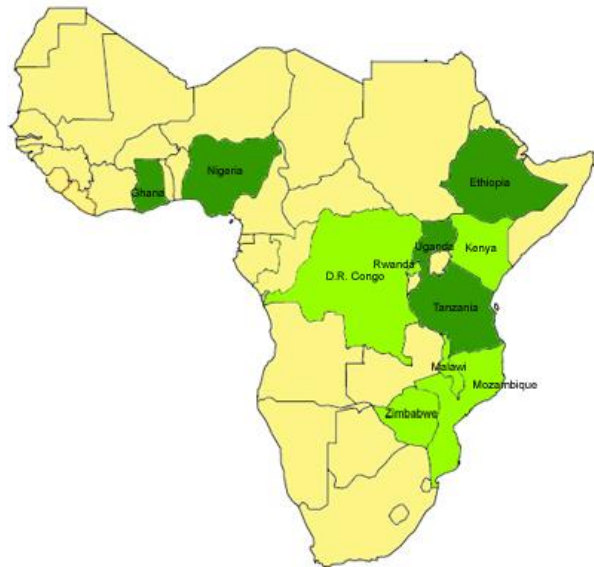 Nigeria
Ghana
Ethiopia
Uganda
Kenya
Rwanda
D.R. Congo
Tanzania
Malawi
Mozambique
Zimbabwe